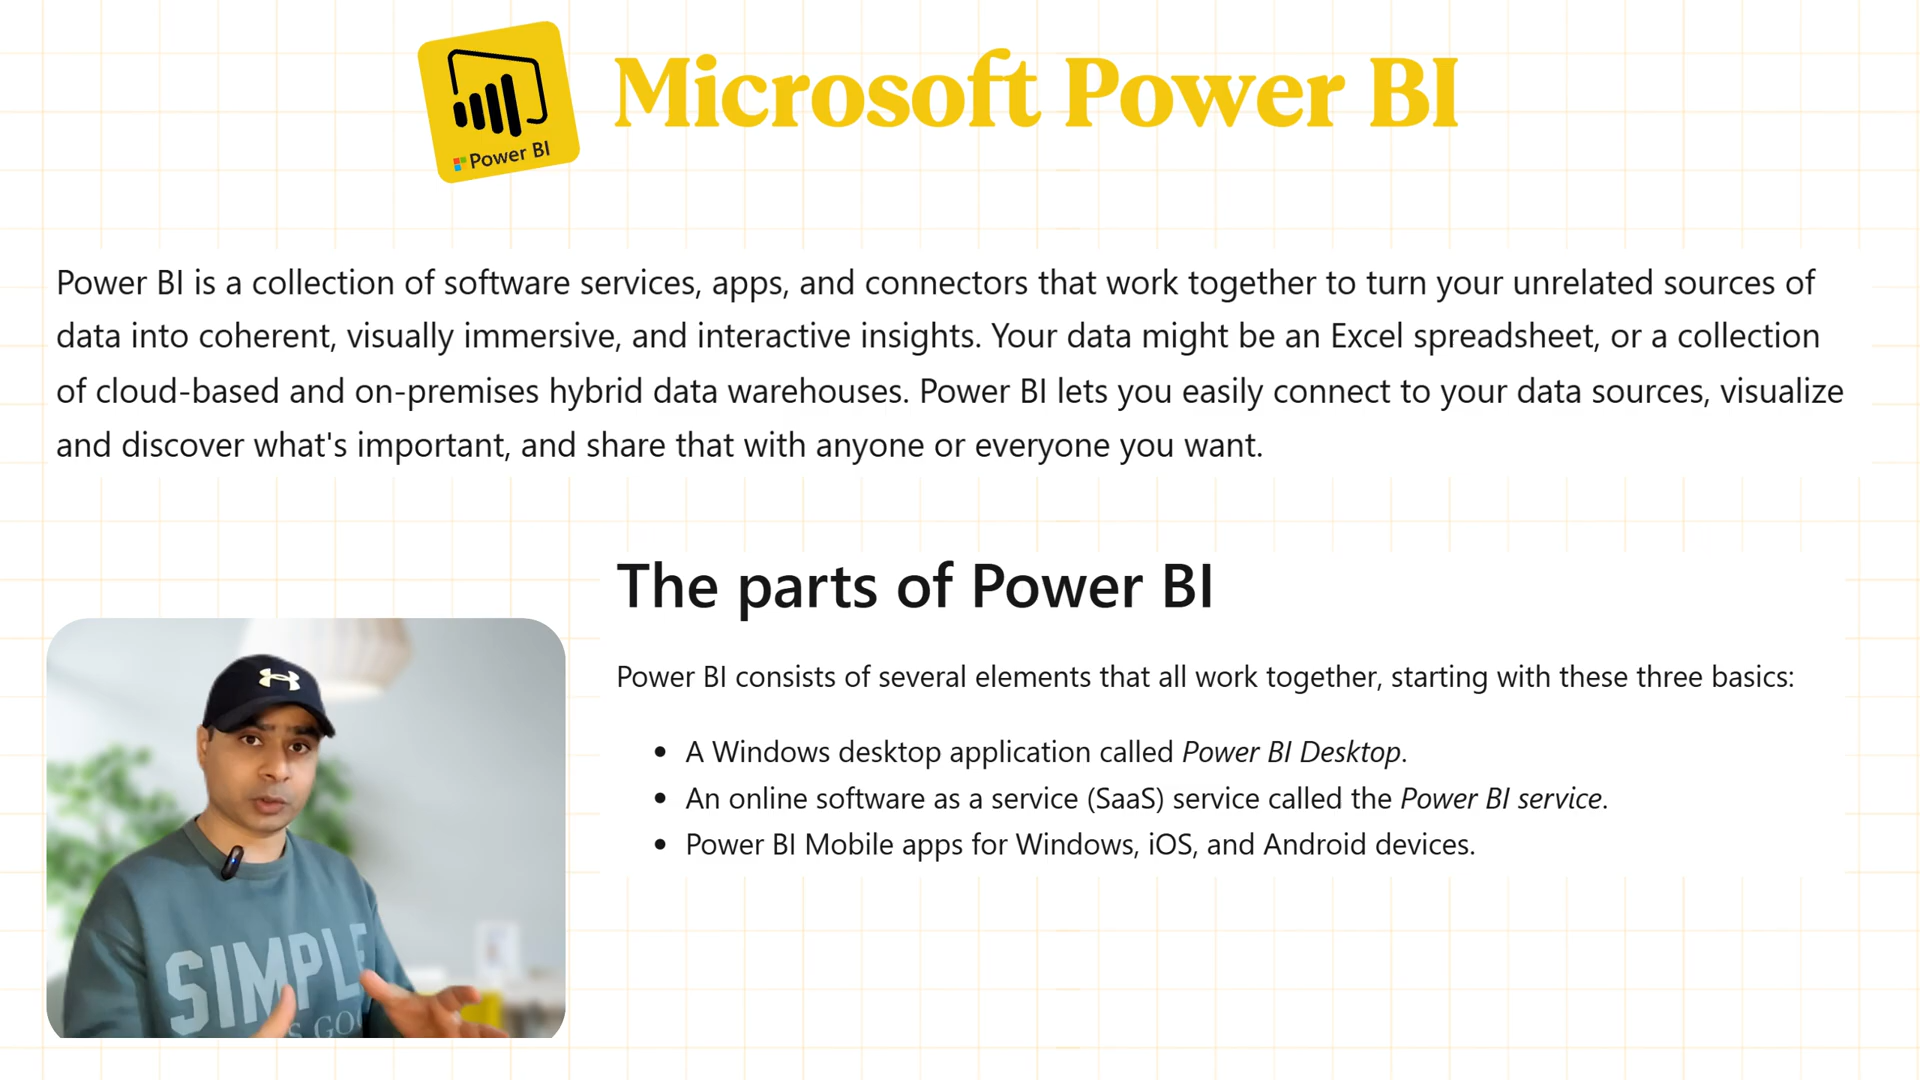 Power BI
Microsoft Power BI
Power BI is a collection of software services, apps, and connectors that work together to turn your unrelated sources of
data into coherent, visually immersive, and interactive insights. Your data might be an Excel spreadsheet, or a collection
of cloud-based and on-premises hybrid data warehouses. Power BI lets you easily connect to your data sources, visualize
and discover what's important, and share that with anyone or everyone you want.
The parts of Power BI
Power BI consists of several elements that all work together, starting with these three basics:
• A Windows desktop application called Power BI Desktop.
• An online software as a service (SaaS) service called the Power BI service.
• Power BI Mobile apps for Windows, iOS, and Android devices.
SIMPLE